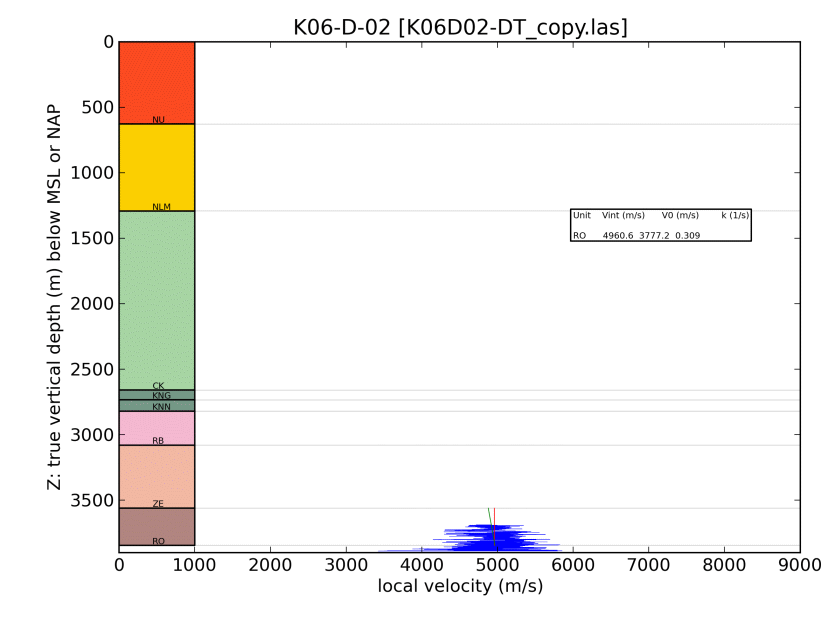 K06-D-02 [K06D02-DT_copy.las]
Z: true vertical depth (m) below MSL or NAP
0
500
1000
1500
2000
2500
3000
3500
NU
NLM
CK
KNG
KNN
RB
ZE
RO
Unit Vint (m/s) V0 (m/s) k (1/s)
RO 4960.6 3777.2 0.309
0 1000 2000 3000 4000 5000 6000 7000 8000 9000
local velocity (m/s)